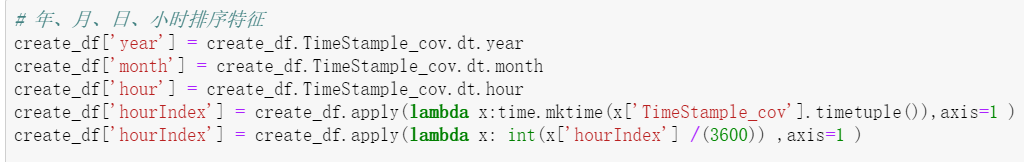 # 年、月、日、小时排序特征
create_df['year'] = create_df.TimeStample_cov.dt.year
create_df['month'] = create_df.TimeStample_cov.dt.month
create_df['hour'] = create_df.TimeStample_cov.dt.hour
create_df['hourIndex'] = create_df.apply(lambda x:time.mktime(x['TimeStample_cov'].timetuple()),axis=1 )
create_df['hourIndex'] = create_df.apply(lambda x: int(x['hourIndex'] /(3600)) ,axis=1 )